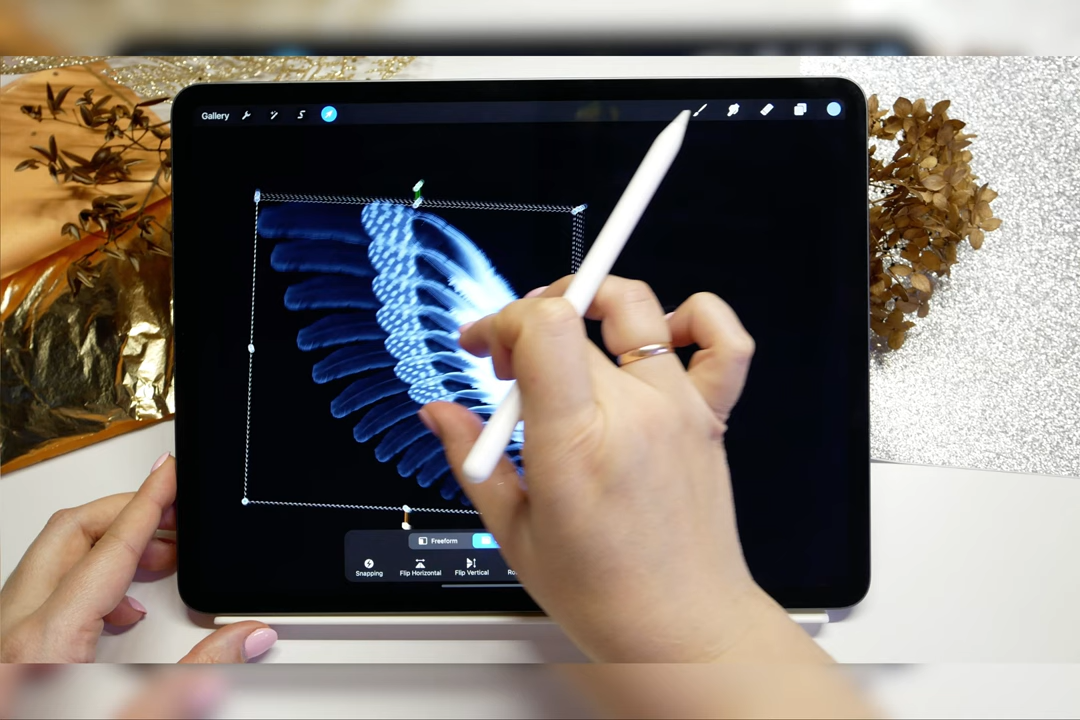 Gallery
Freeform
Snapping
Flip Horizontal
Flip Vertical